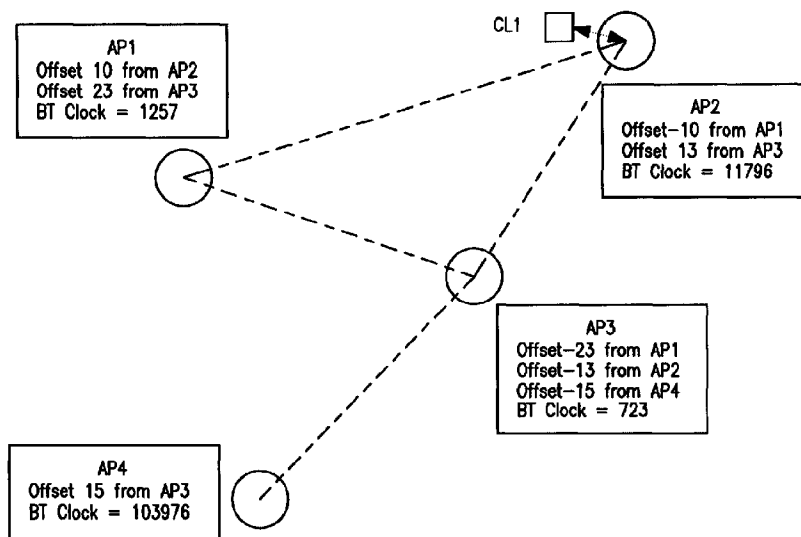 CL1
AP1
Offset 10 from AP2
Offset 23 from AP3
BT Clock = 1257
AP2
Offset-10 from AP1
Offset 13 from AP3
BT Clock = 11796
AP3
Offset-23 from AP1
Offset-13 from AP2
Offset-15 from AP4
BT Clock = 723
AP4
Offset 15 from AP3
BT Clock = 103976